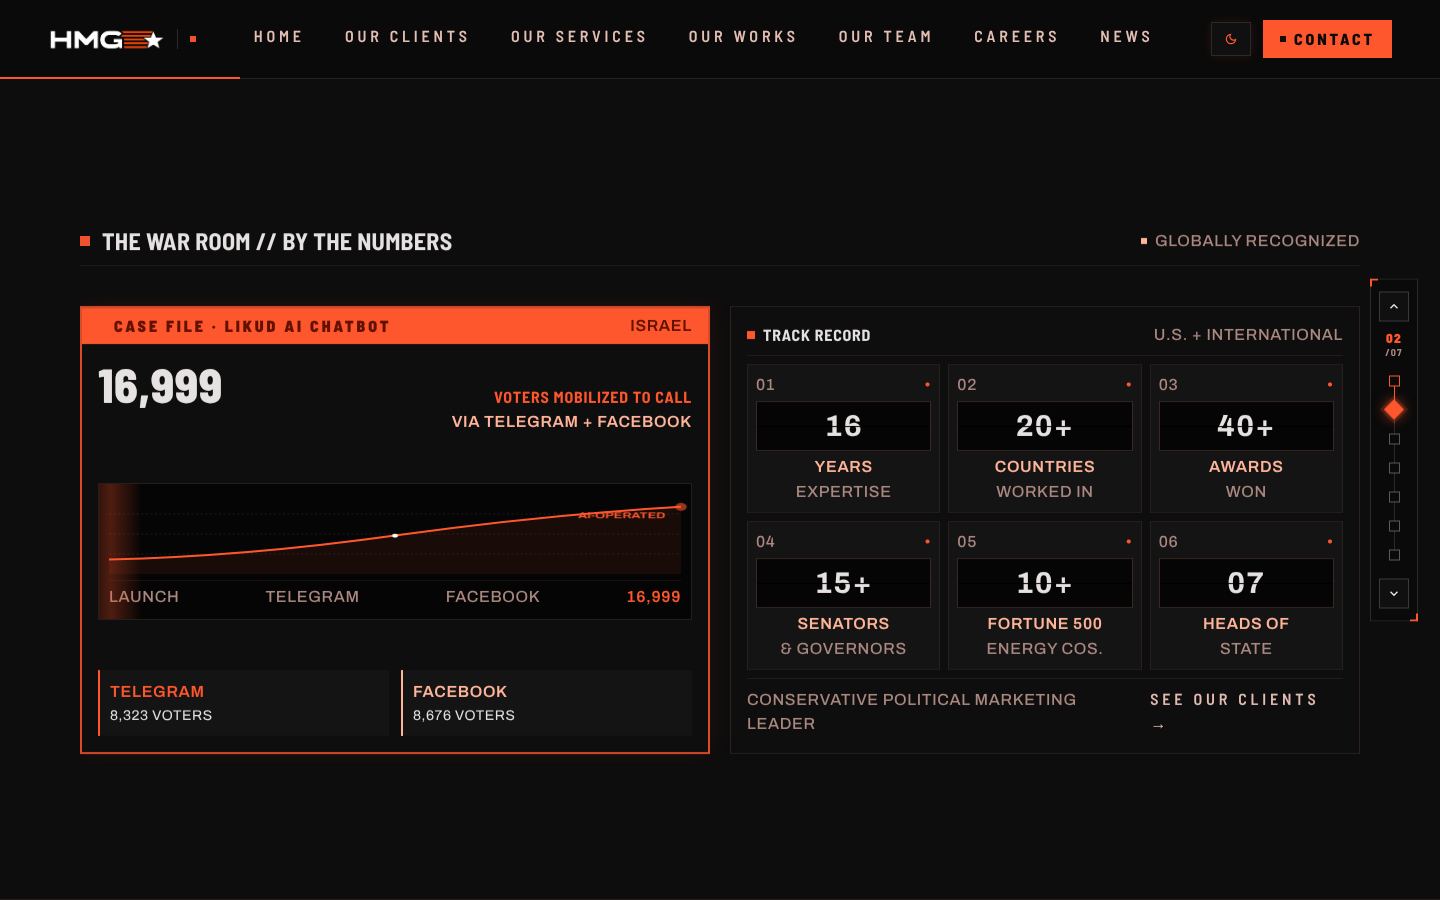 HMG
HOME
OUR CLIENTS
OUR SERVICES
OUR WORKS
OUR TEAM
CAREERS
NEWS
CONTACT
THE WAR ROOM // BY THE NUMBERS
GLOBALLY RECOGNIZED
CASE FILE · LIKUD AI CHATBOT
ISRAEL
16,999
VOTERS MOBILIZED TO CALL
VIA TELEGRAM + FACEBOOK
AI-OPERATED
LAUNCH
TELEGRAM
FACEBOOK
16,999
TELEGRAM
8,323 VOTERS
FACEBOOK
8,676 VOTERS
TRACK RECORD
U.S. + INTERNATIONAL
01
16
YEARS
EXPERTISE
02
20+
COUNTRIES
WORKED IN
03
40+
AWARDS
WON
04
15+
SENATORS
& GOVERNORS
05
10+
FORTUNE 500
ENERGY COS.
06
07
HEADS OF
STATE
CONSERVATIVE POLITICAL MARKETING
LEADER
SEE OUR CLIENTS
→
02
/07